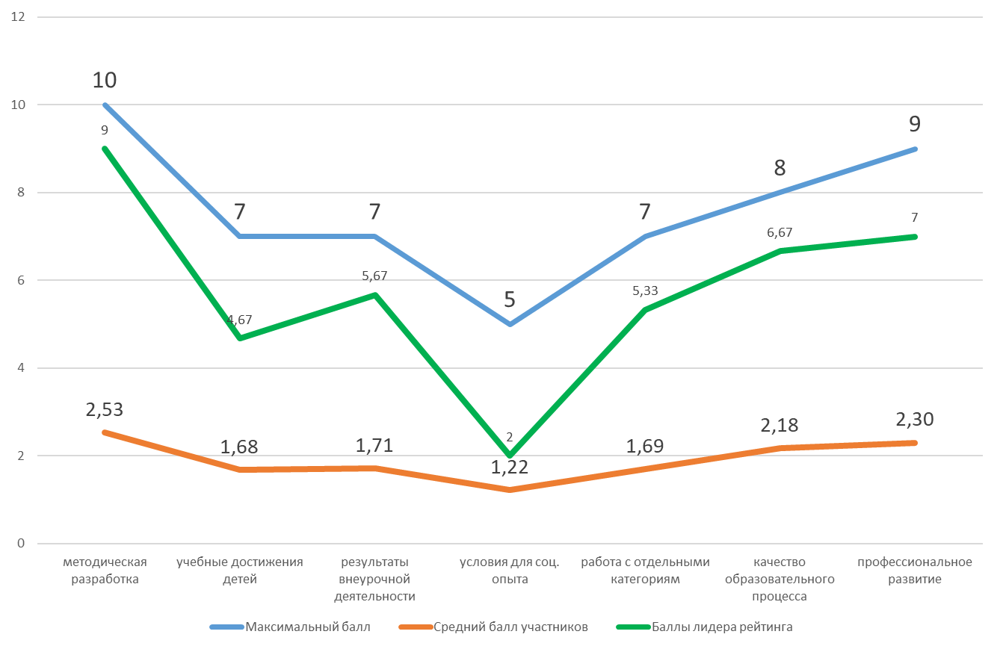 12
10
8
6
4
2
0
10
7
7
5
7
8
9
9
4,67
5,67
2
5,33
6,67
7
2,53
1,68
1,71
1,22
1,69
2,18
2,30
методическая
разработка
учебные достижения
детей
результаты
внеурочной
деятельности
условия для соц.
опыта
работа с отдельными
категориям
качество
образовательного
процесса
профессиональное
развитие
Максимальный балл
Средний балл участников
Баллы лидера рейтинга